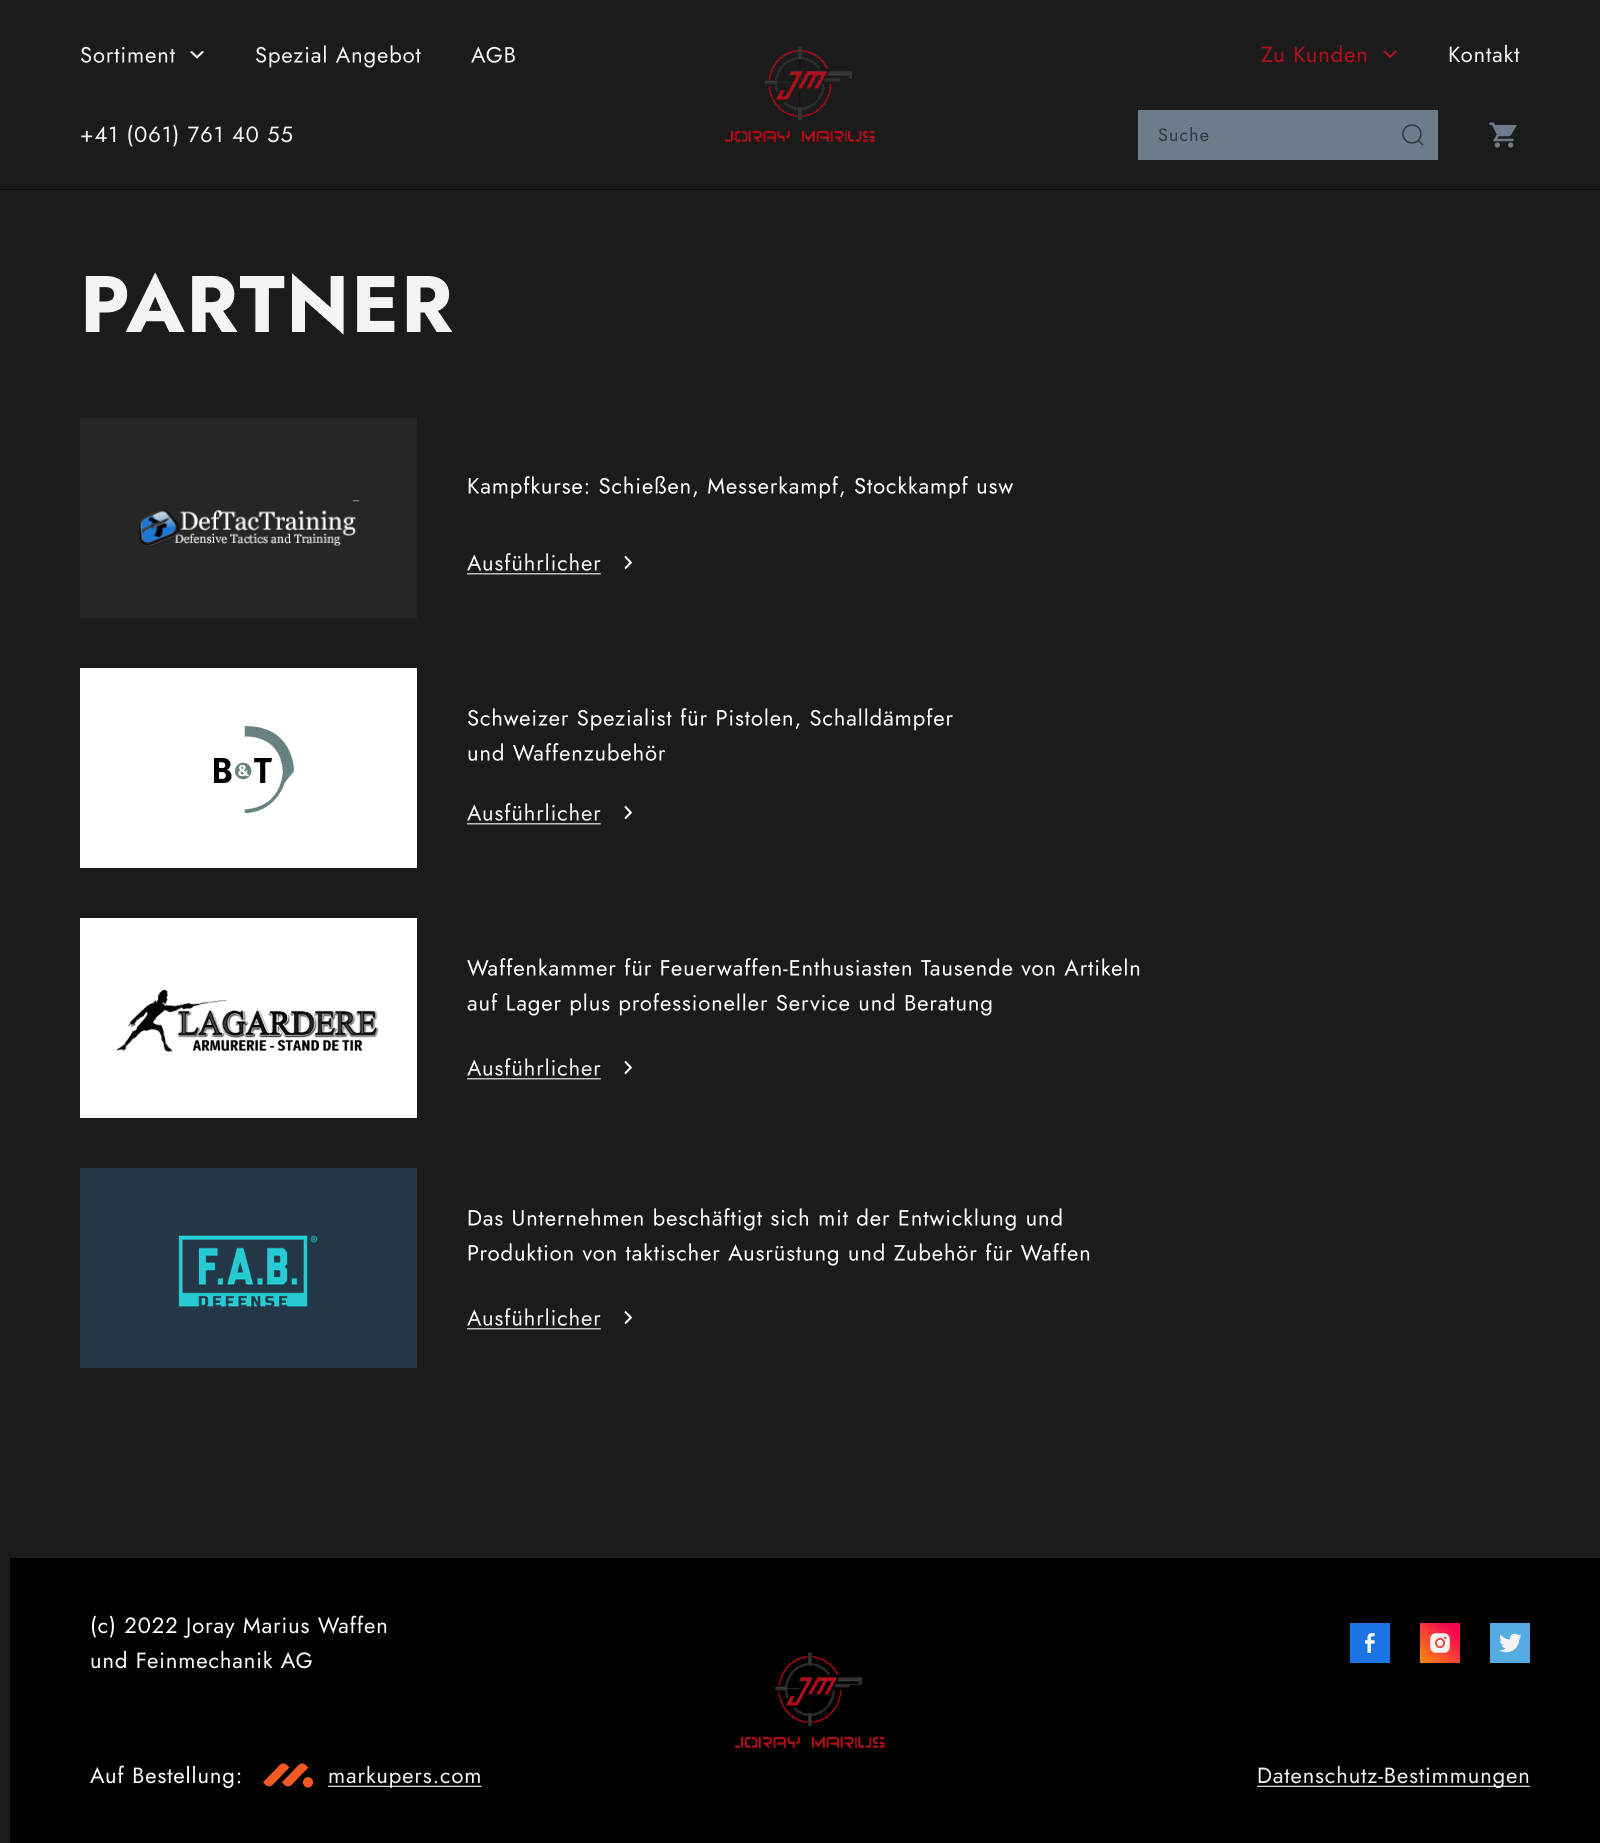 Sortiment
Spezial Angebot
AGB
Zu Kunden
Kontakt
+41 (061) 761 40 55
JM
JORAY MARIUS
Suche
PARTNER
DefTacTraining
Defensive Tactics and Training
Kampfkurse: Schießen, Messerkampf, Stockkampf usw
Ausführlicher
B&T
Schweizer Spezialist für Pistolen, Schalldämpfer
und Waffenzubehör
Ausführlicher
LAGARDERE
ARMURERIE - STAND DE TIR
Waffenkammer für Feuerwaffen-Enthusiasten Tausende von Artikeln
auf Lager plus professioneller Service und Beratung
Ausführlicher
F.A.B.®
DEFENSE
Das Unternehmen beschäftigt sich mit der Entwicklung und
Produktion von taktischer Ausrüstung und Zubehör für Waffen
Ausführlicher
(c) 2022 Joray Marius Waffen
und Feinmechanik AG
JM
JORAY MARIUS
Auf Bestellung:
markupers.com
Datenschutz-Bestimmungen